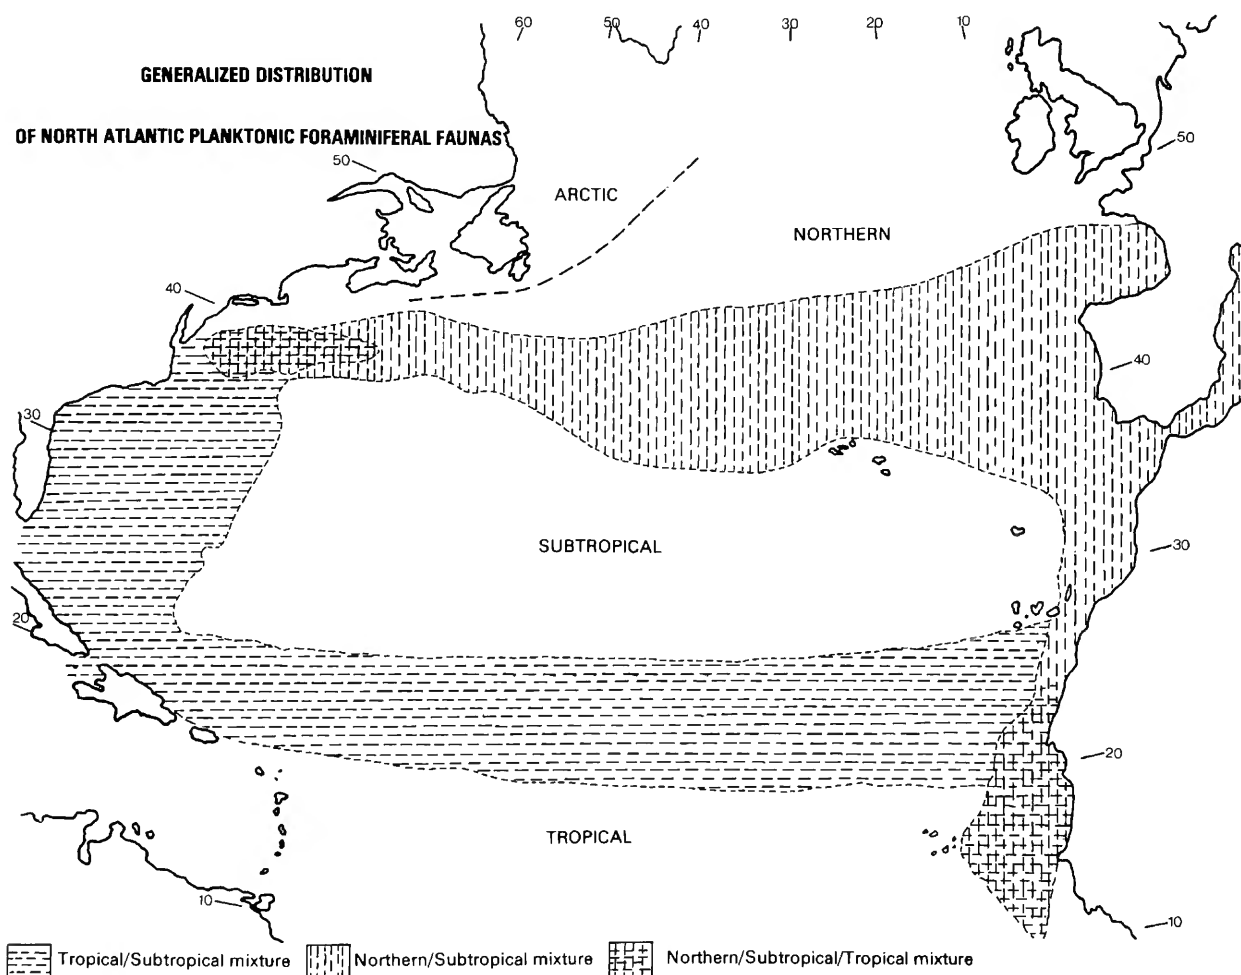 60 50 40 30 20 10
GENERALIZED DISTRIBUTION
OF NORTH ATLANTIC PLANKTONIC FORAMINIFERAL FAUNAS
50
50
ARCTIC
NORTHERN
40
40
30
SUBTROPICAL
30
20
20
TROPICAL
10
10
Tropical/Subtropical mixture Northern/Subtropical mixture Northern/Subtropical/Tropical mixture